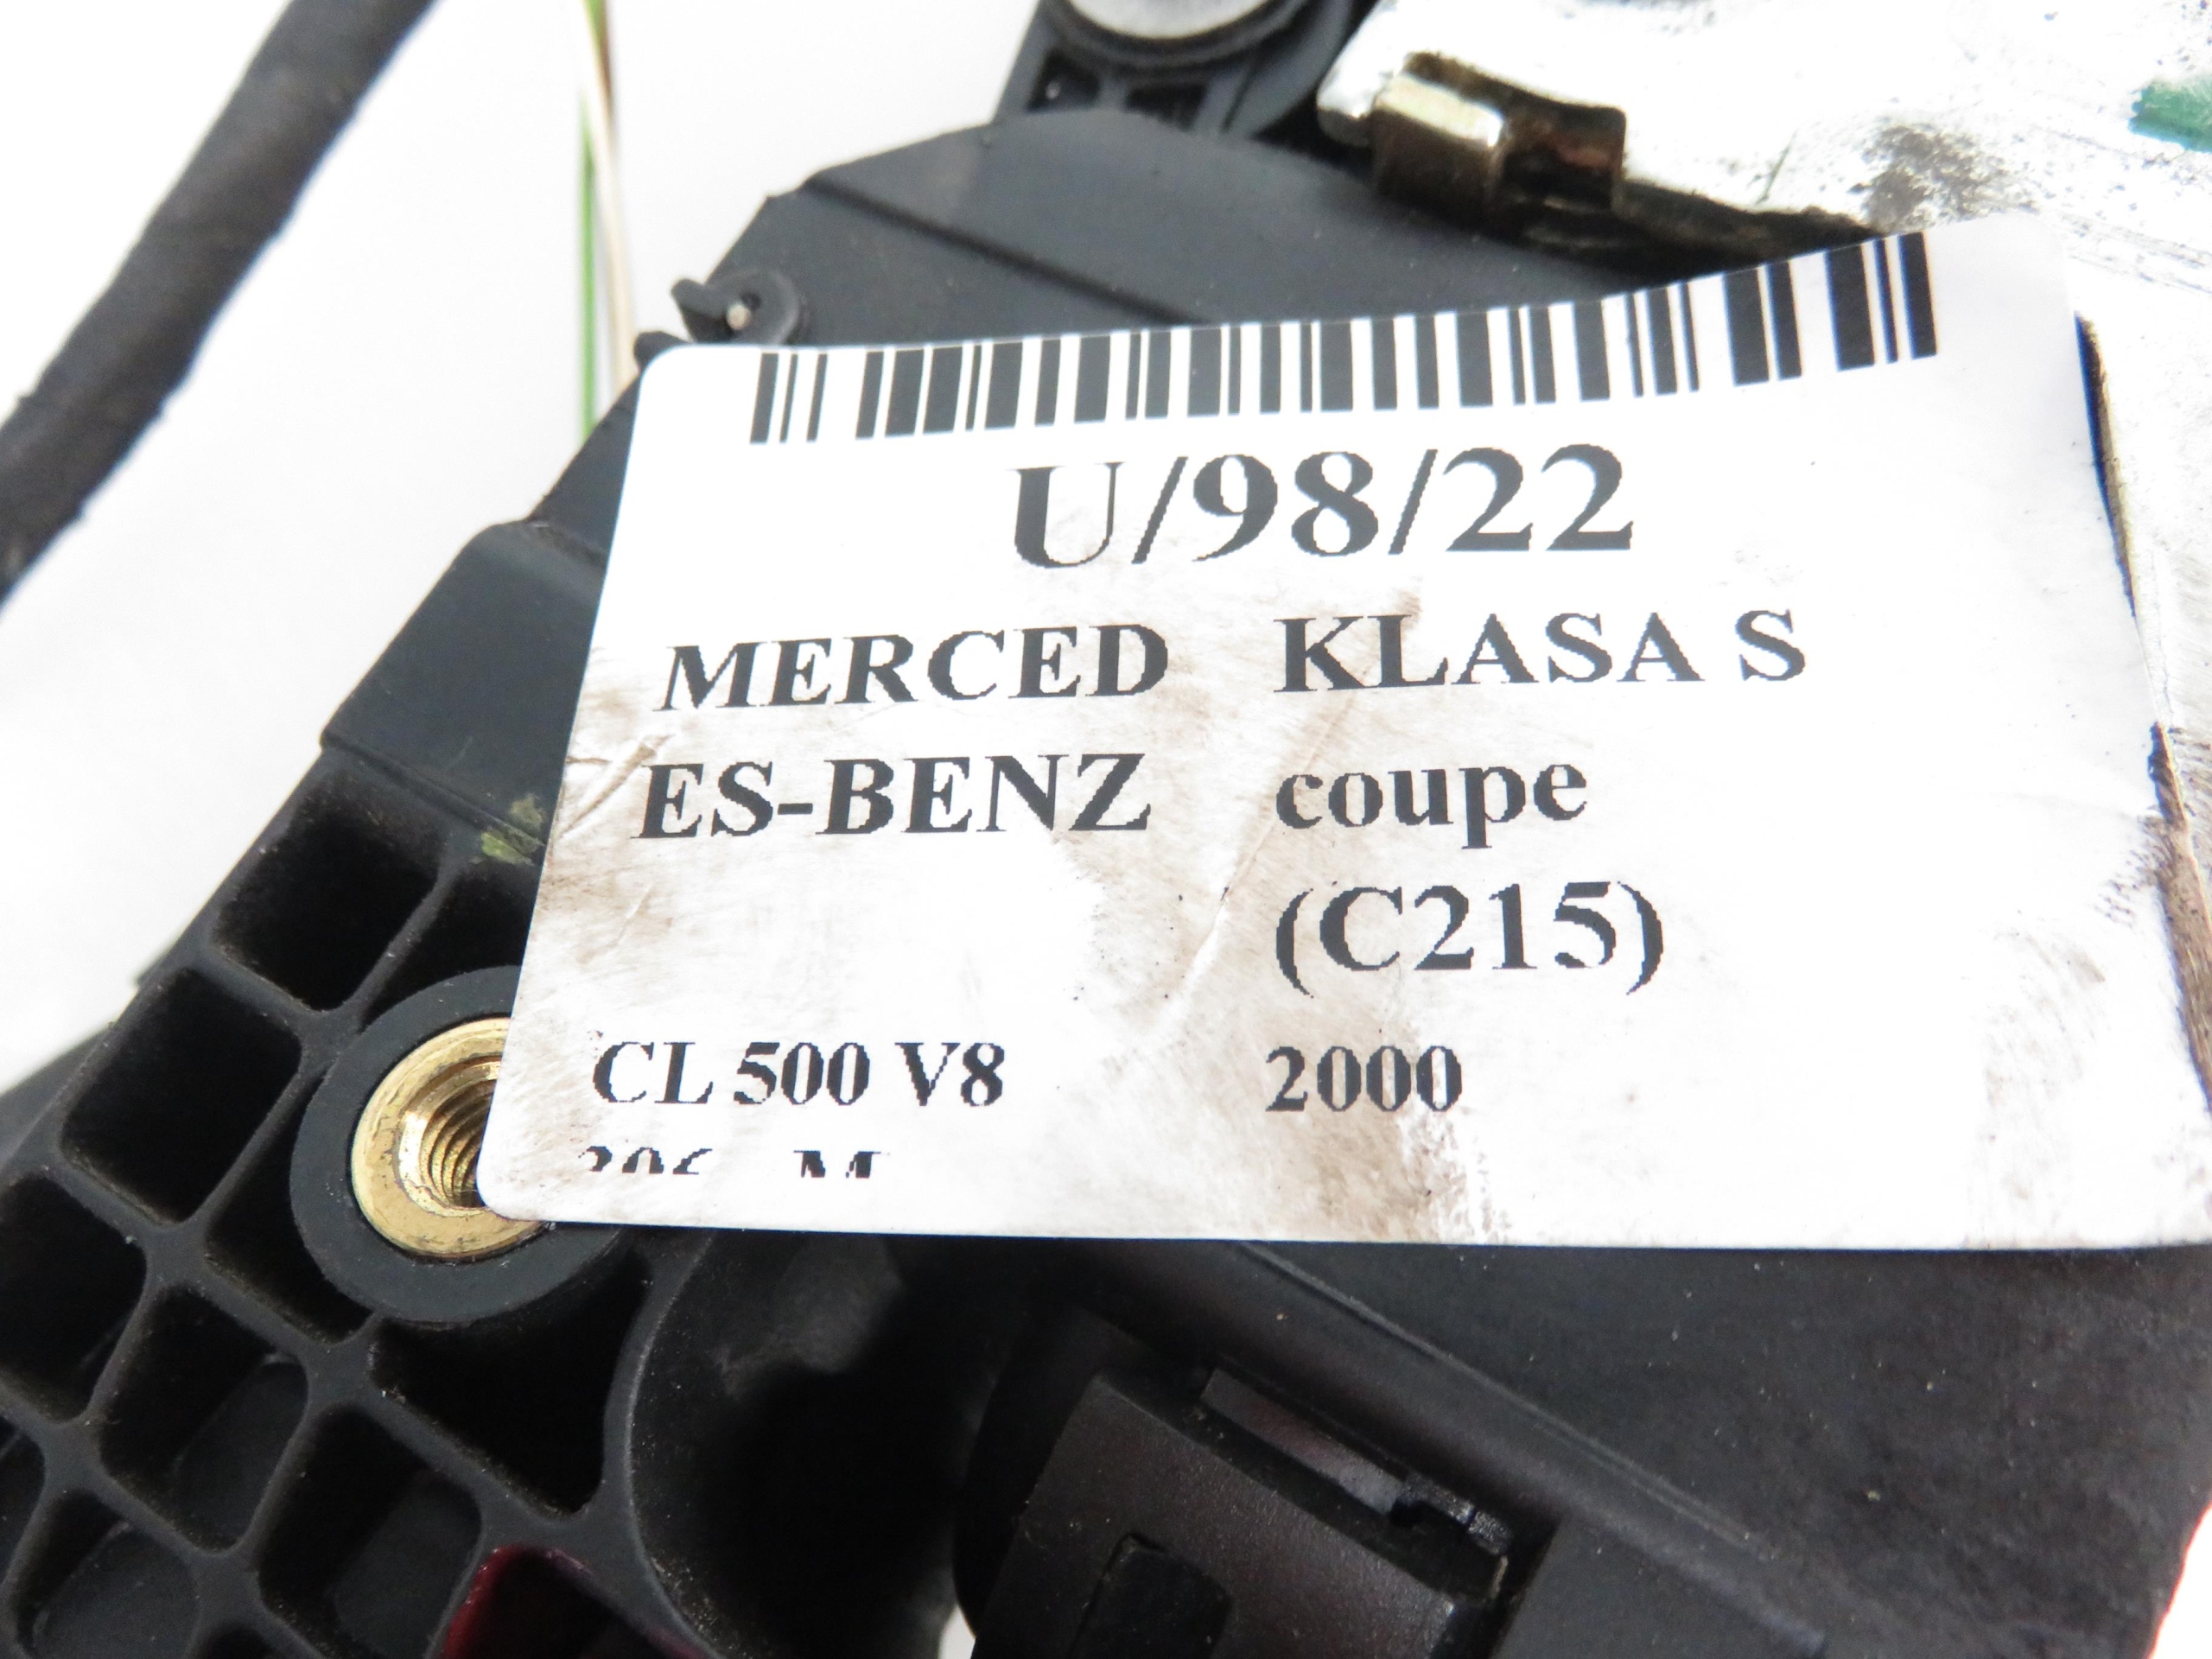 U/98/22
MERCED KLASA S
ES-BENZ coupe
(C215)
CL 500 V8 2000